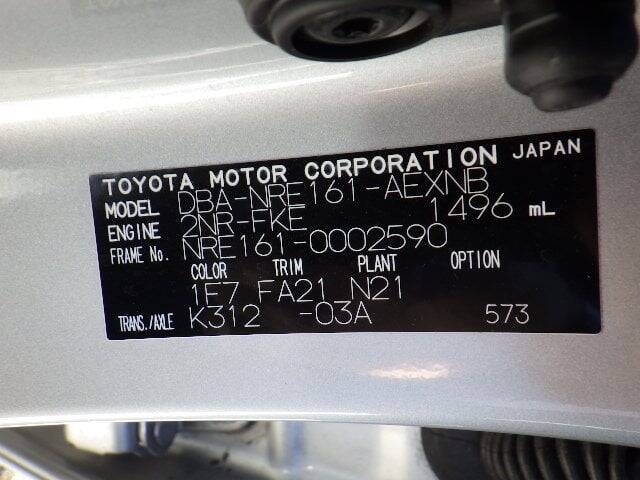 TOYOTA MOTOR CORPORATION JAPAN
MODEL DBA-NRE161-AEXNB
ENGINE 2NR-FKE 1496 mL
FRAME No. NRE161-0002590
COLOR TRIM PLANT OPTION
1E7 FA21 N21
TRANS./AXLE K312 -03A 573